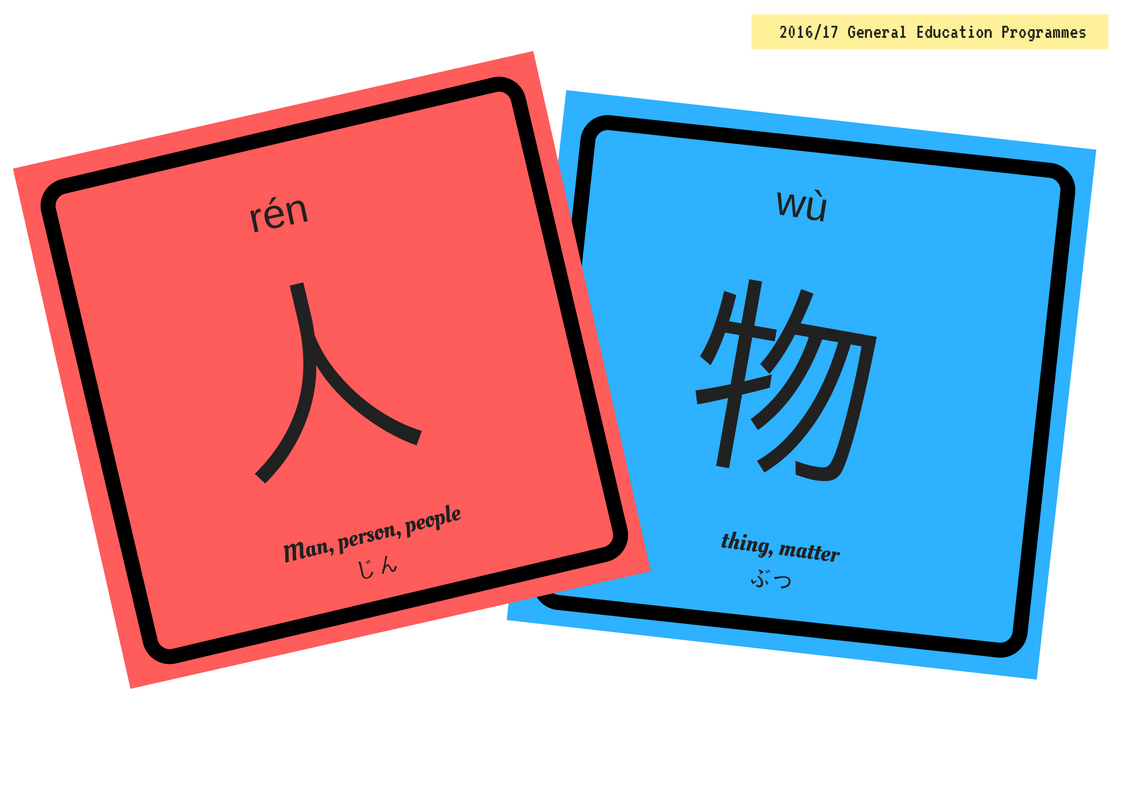 2016/17 General Education Programmes
rén
人
Man, person, people
じん
wù
物
thing, matter
ぶつ